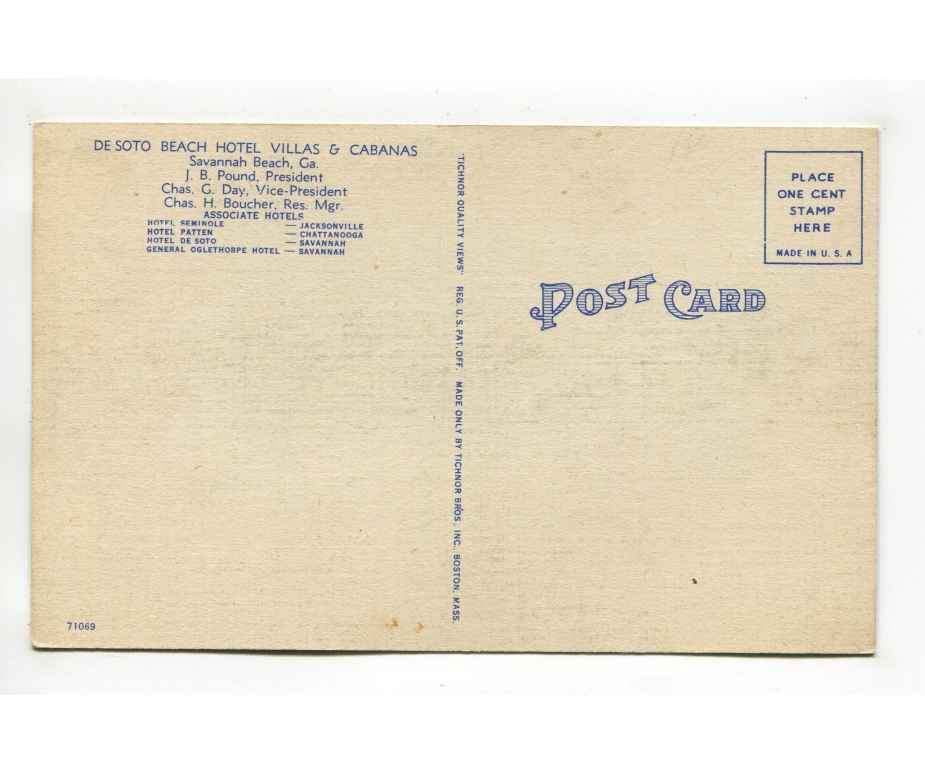 DE SOTO BEACH HOTEL VILLAS & CABANAS
Savannah Beach, Ga.
J. B. Pound, President
Chas. G. Day, Vice-President
Chas. H. Boucher, Res. Mgr.
ASSOCIATE HOTELS
HOTEL SEMINOLE — JACKSONVILLE
HOTEL PATTEN — CHATTANOOGA
HOTEL DE SOTO — SAVANNAH
GENERAL OGLETHORPE HOTEL — SAVANNAH
71069
"TICHNOR QUALITY VIEWS" REG. U. S. PAT. OFF. MADE ONLY BY TICHNOR BROS., INC. BOSTON, MASS.
PLACE
ONE CENT
STAMP
HERE
MADE IN U. S. A
POST CARD